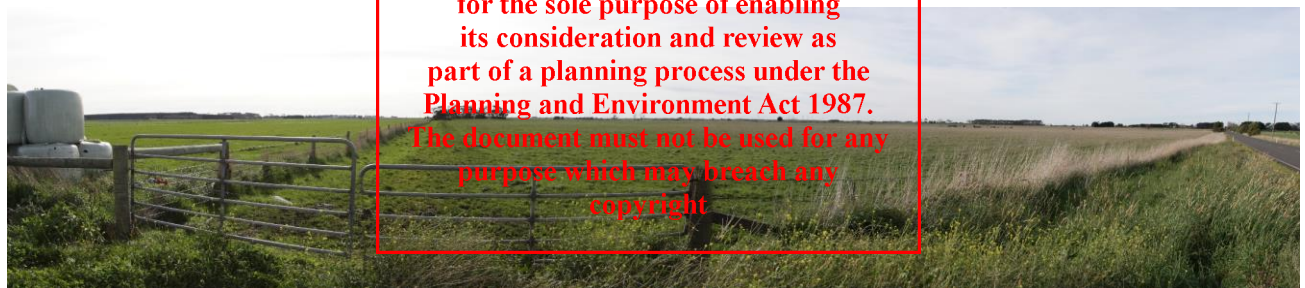 for the sole purpose of enabling
its consideration and review as
part of a planning process under the
Planning and Environment Act 1987.
The document must not be used for any
purpose which may breach any
copyright